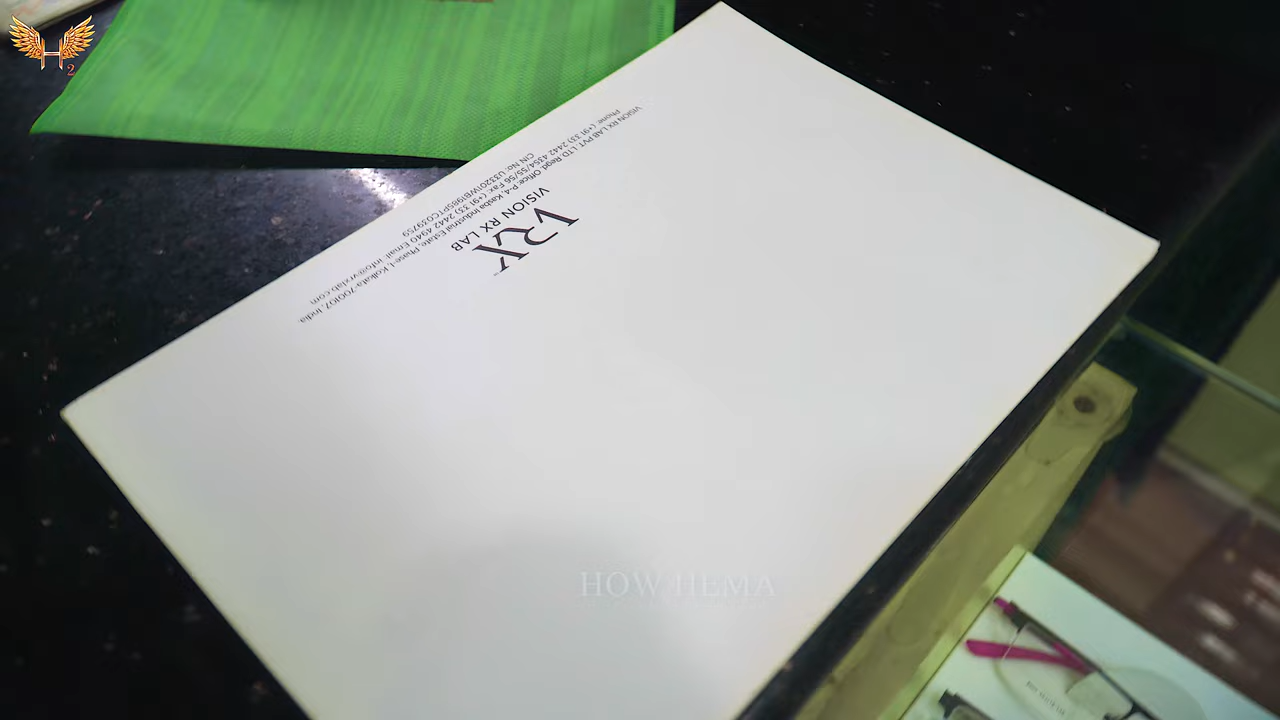 H2
VRX™
VISION RX LAB
VISION RX LAB PVT. LTD Regd. Office: P-4, Kasba Industrial Estate, Phase-I, Kolkata-700107, India.
Phone: (+91 33) 2442 4354/55/56 Fax: (+91 33) 2442 4940 Email: info@vrxlab.com
CIN No: U33201WB1985PTC039759
HOW HEMA